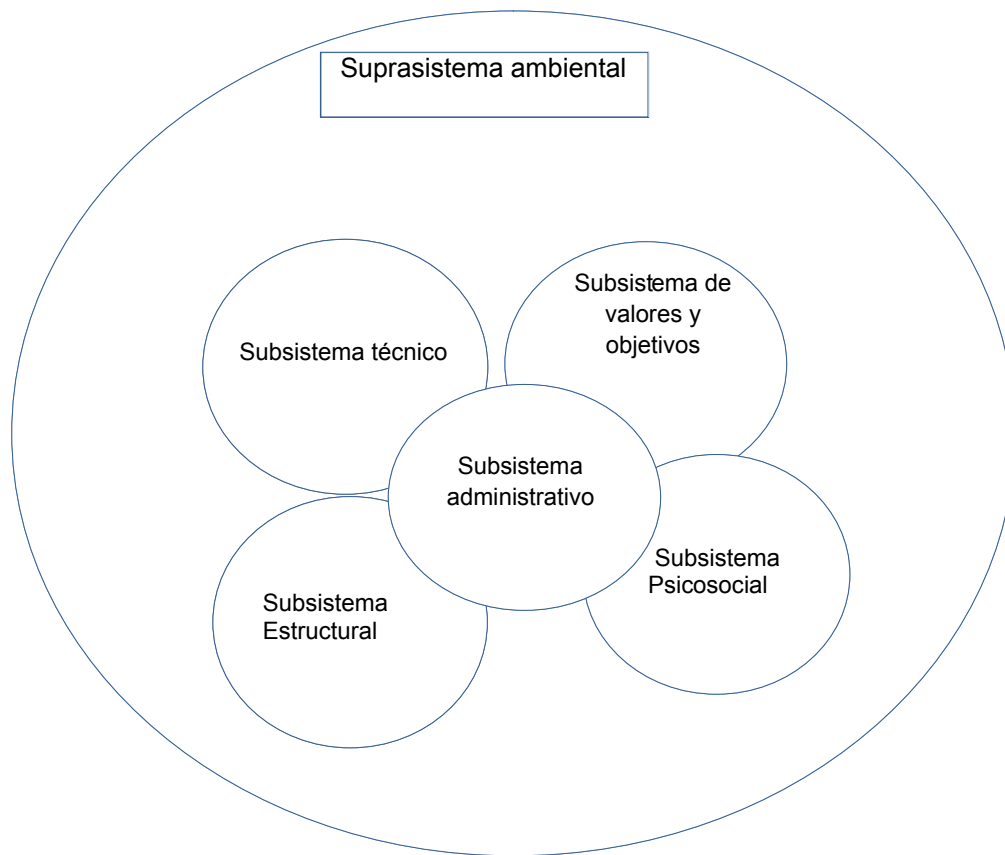 Suprasistema ambiental
Subsistema técnico
Subsistema de
valores y
objetivos
Subsistema
administrativo
Subsistema
Estructural
Subsistema
Psicosocial